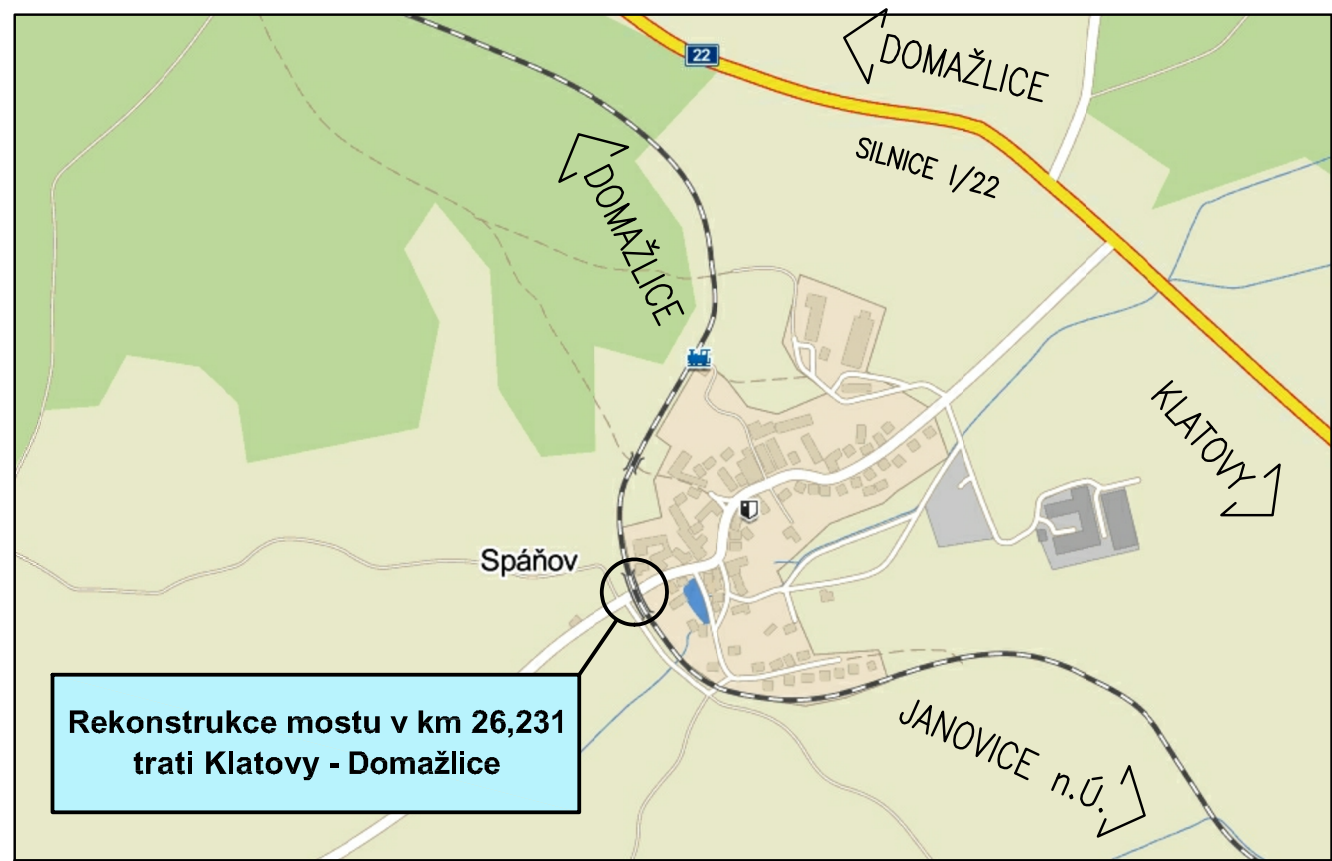 22
DOMAŽLICE
SILNICE I/22
DOMAŽLICE
KLATOVY
Spáňov
Rekonstrukce mostu v km 26,231
trati Klatovy - Domažlice
JANOVICE n.Ú.